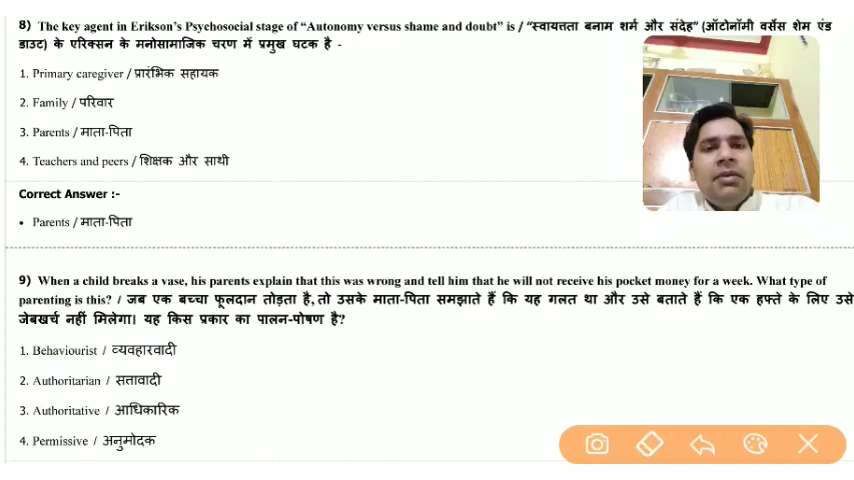 8) The key agent in Erikson's Psychosocial stage of “Autonomy versus shame and doubt” is / “स्वायत्तता बनाम शर्म और संदेह” (ऑटोनॉमी वर्सेस शेम एंड
डाउट) के एरिक्सन के मनोसामाजिक चरण में प्रमुख घटक है -
1. Primary caregiver / प्रारंभिक सहायक
2. Family / परिवार
3. Parents / माता-पिता
4. Teachers and peers / शिक्षक और साथी
Correct Answer :-
• Parents / माता-पिता
9) When a child breaks a vase, his parents explain that this was wrong and tell him that he will not receive his pocket money for a week. What type of
parenting is this? / जब एक बच्चा फूलदान तोड़ता है, तो उसके माता-पिता समझाते हैं कि यह गलत था और उसे बताते हैं कि एक हफ्ते के लिए उसे
जेबखर्च नहीं मिलेगा। यह किस प्रकार का पालन-पोषण है?
1. Behaviourist / व्यवहारवादी
2. Authoritarian / सत्तावादी
3. Authoritative / आधिकारिक
4. Permissive / अनुमोदक